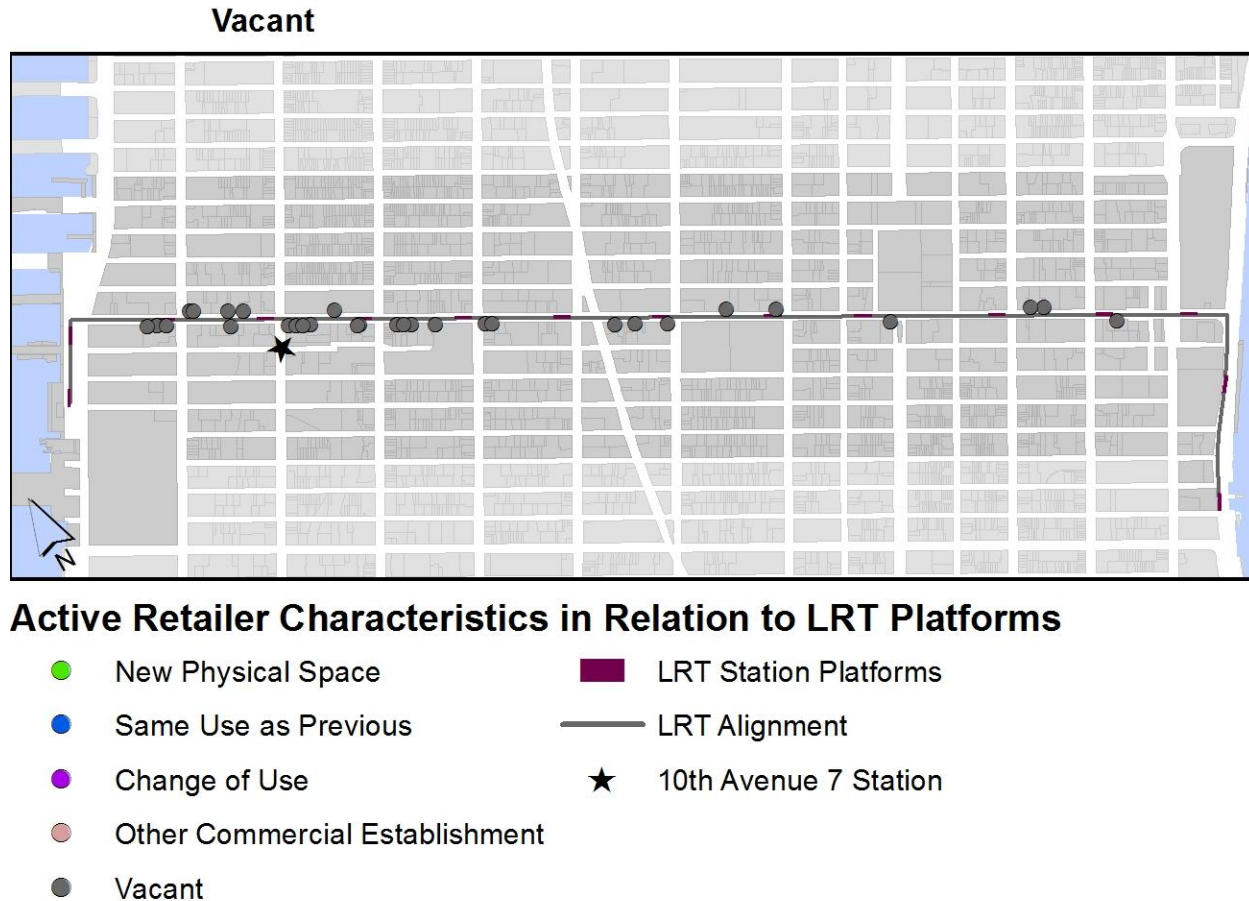 Vacant
N
Active Retailer Characteristics in Relation to LRT Platforms
New Physical Space
LRT Station Platforms
Same Use as Previous
LRT Alignment
Change of Use
10th Avenue 7 Station
Other Commercial Establishment
Vacant